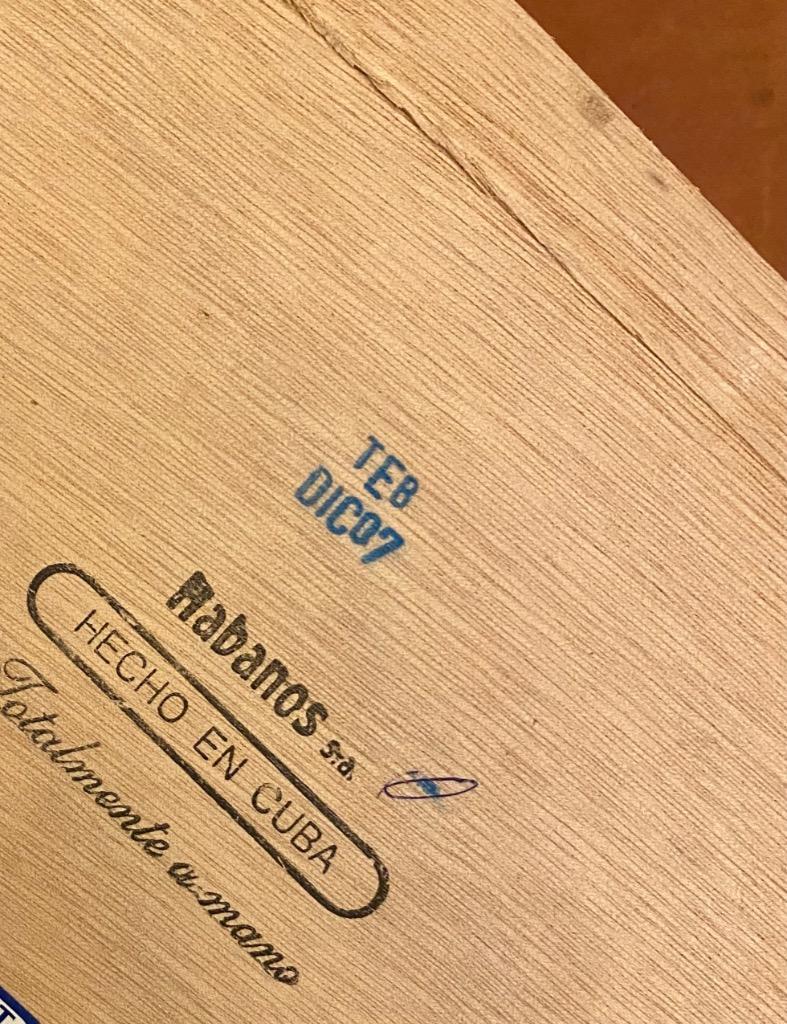 TEB
DIC07
Habanos s.a.
HECHO EN CUBA
Totalmente a mano